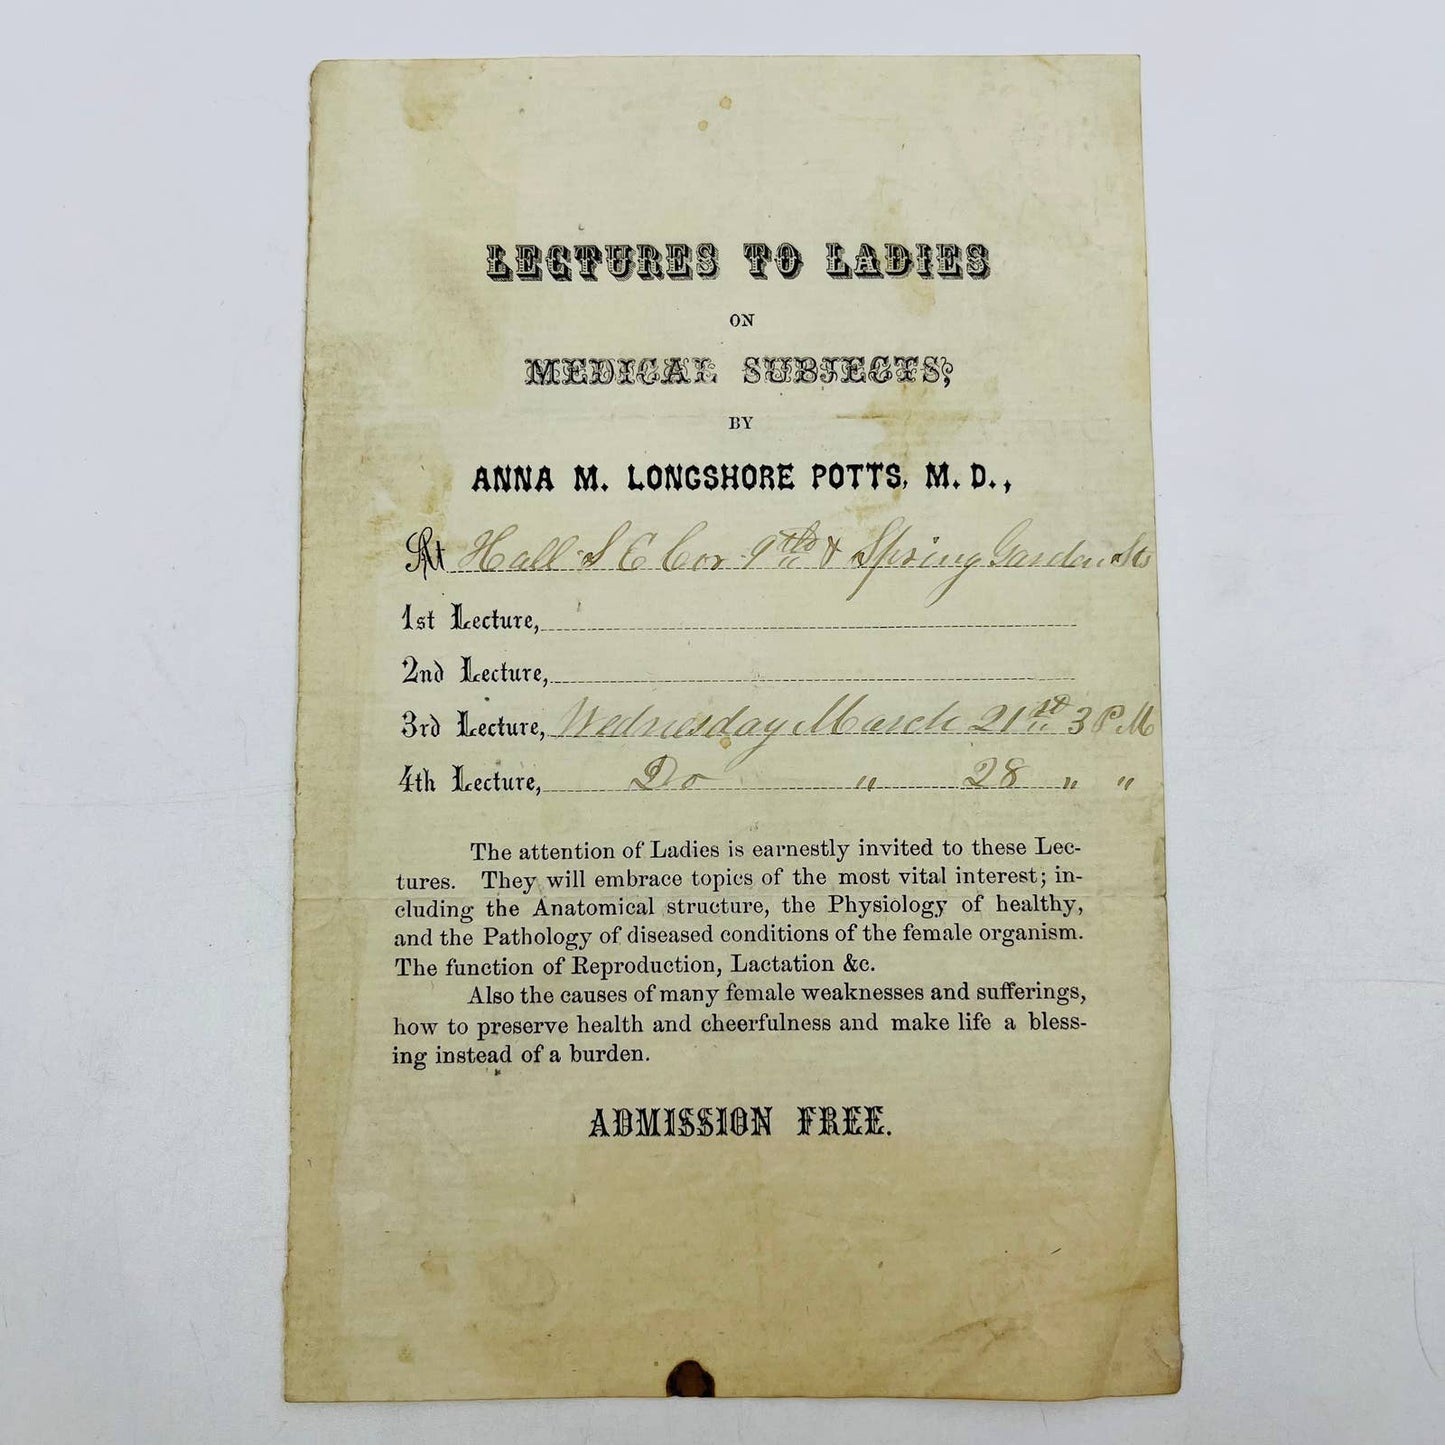 LECTURES TO LADIES
ON
MEDICAL SUBJECTS,
BY
ANNA M. LONGSHORE POTTS, M. D.,
At Hall S E Cor 9th & Spring Garden Sts
1st Lecture,
2nd Lecture,
3rd Lecture, Wednesday March 21st 3 P M
4th Lecture, Do " 28 " "
The attention of Ladies is earnestly invited to these Lec-
tures. They will embrace topics of the most vital interest; in-
cluding the Anatomical structure, the Physiology of healthy,
and the Pathology of diseased conditions of the female organism.
The function of Reproduction, Lactation &c.
Also the causes of many female weaknesses and sufferings,
how to preserve health and cheerfulness and make life a bless-
ing instead of a burden.
ADMISSION FREE.